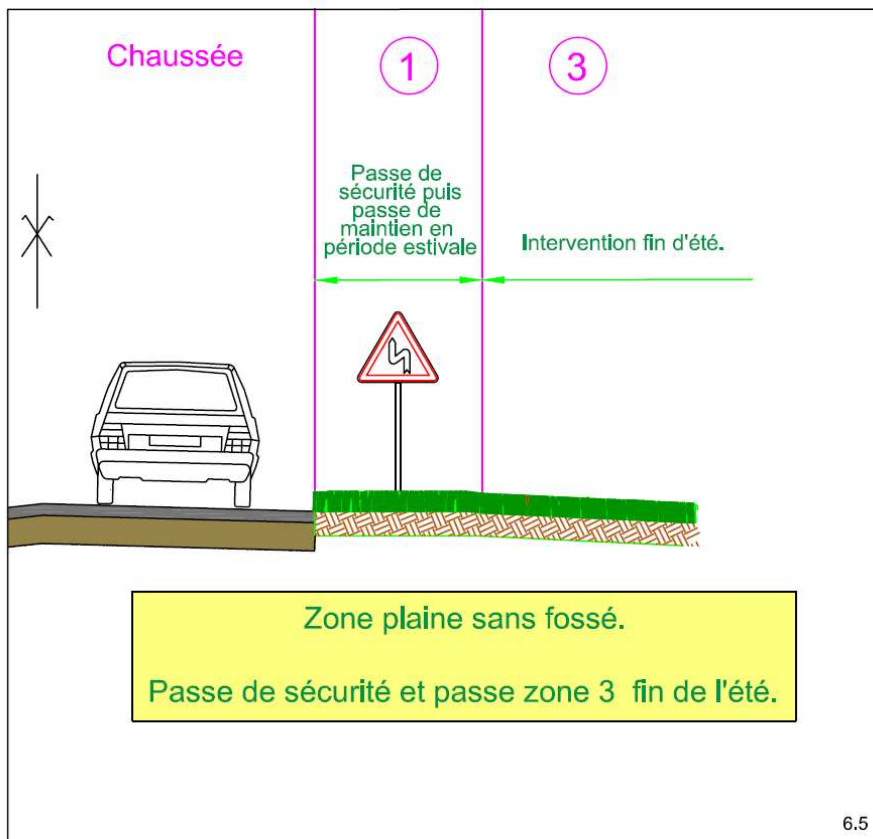 Chaussée
1
3
Passe de
sécurité puis
passe de
maintien en
période estivale
Intervention fin d'été.
Zone plaine sans fossé.
Passe de sécurité et passe zone 3 fin de l'été.
6.5